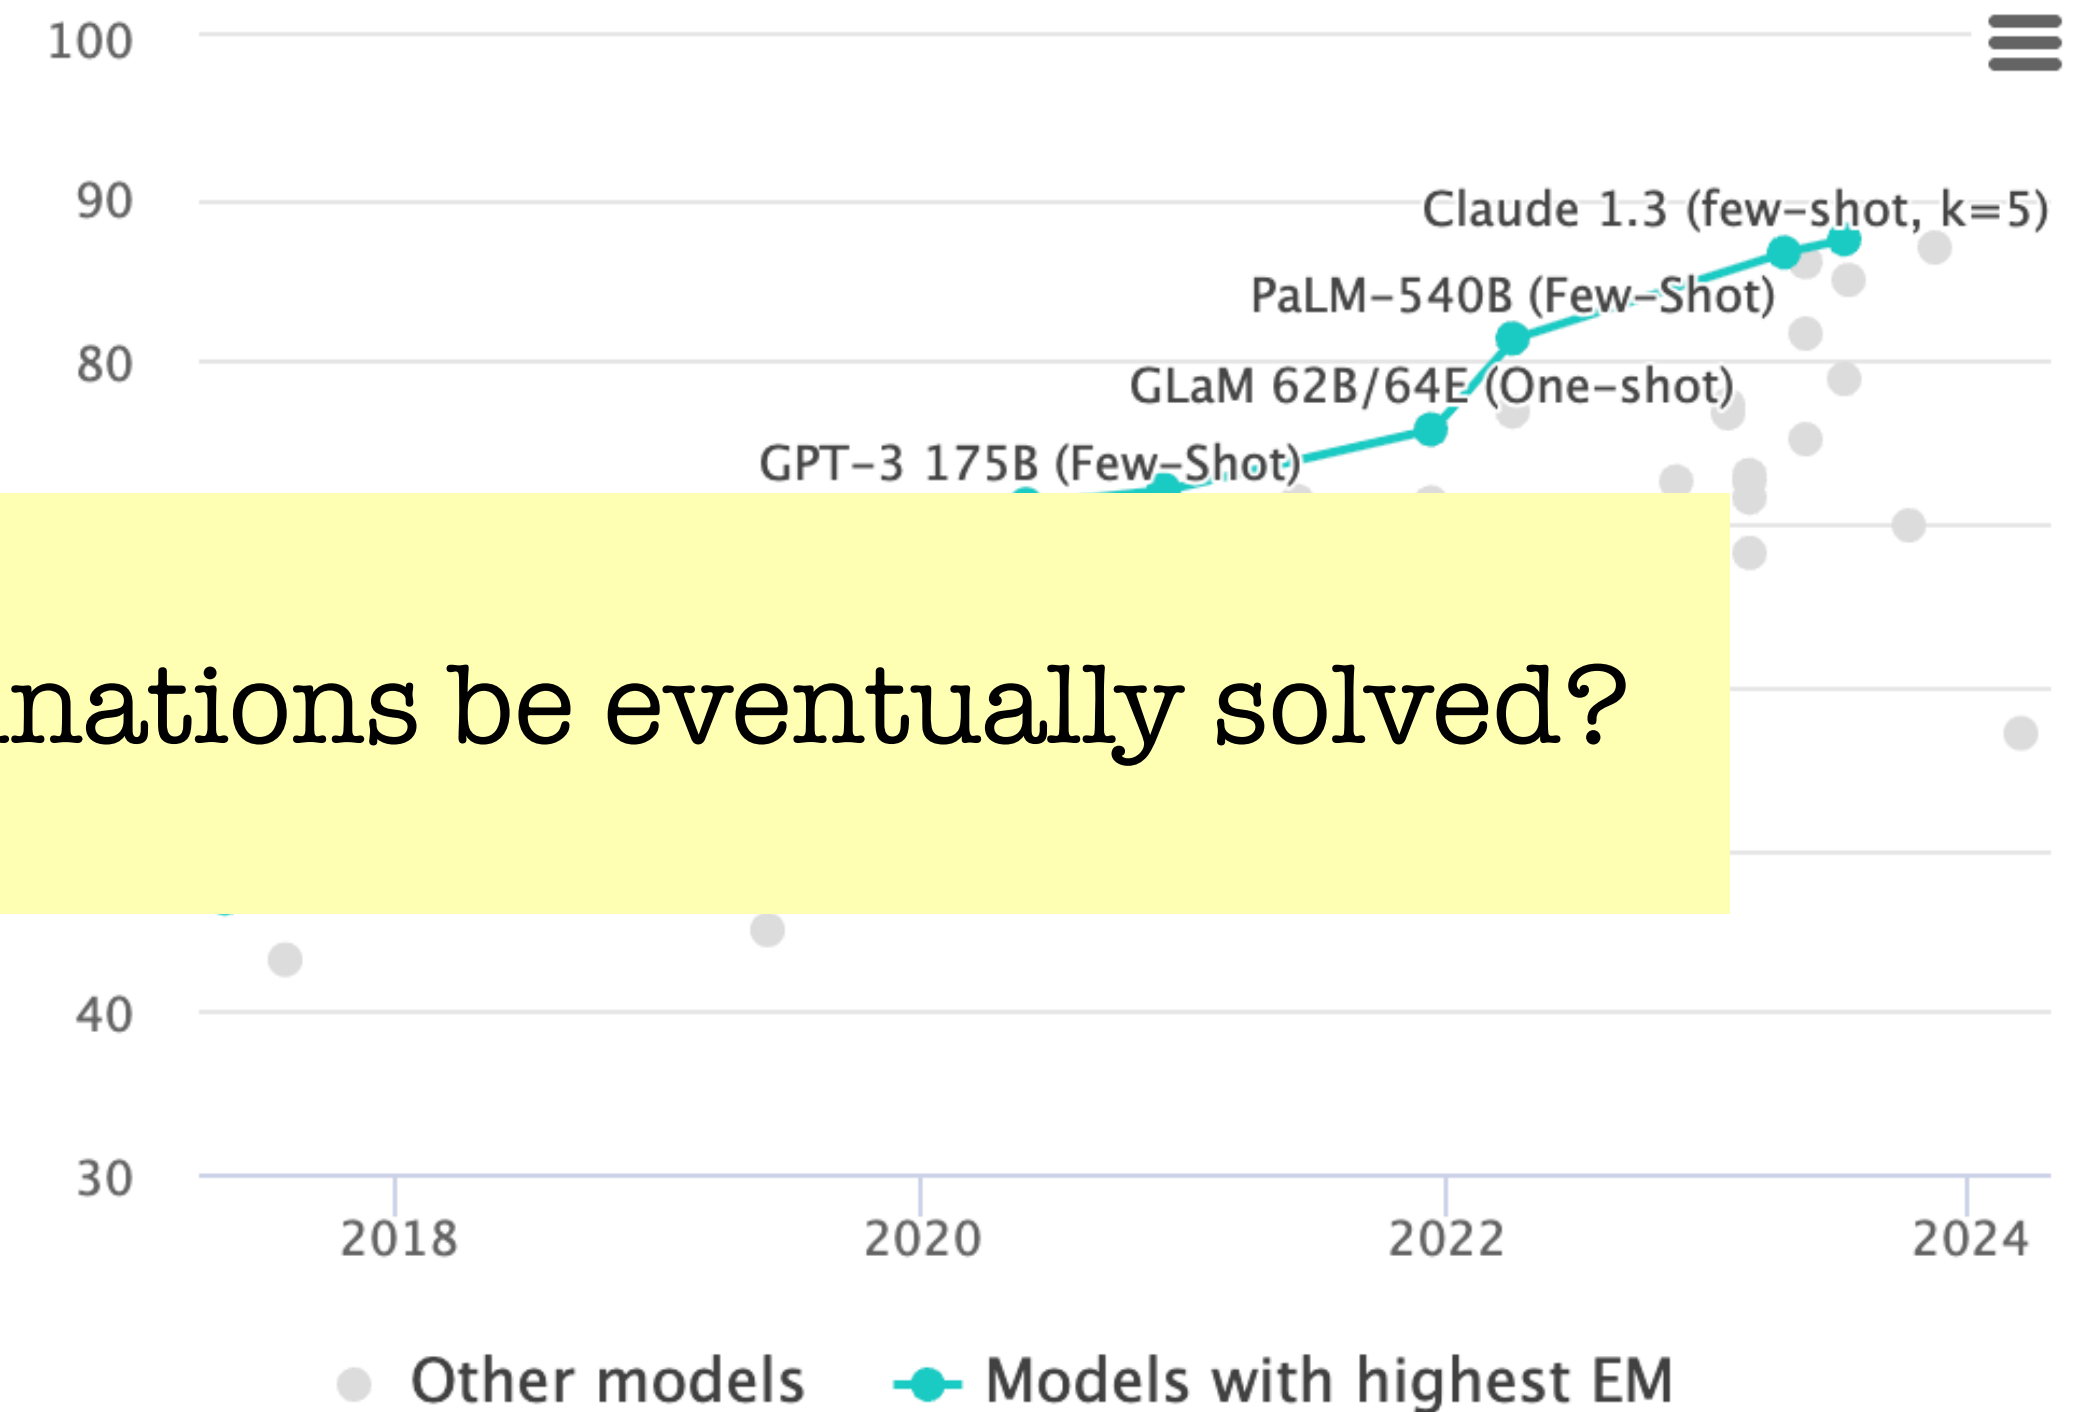 100
90
Claude 1.3 (few-shot, k=5)
PaLM-540B (Few-Shot)
80
GLaM 62B/64E (One-shot)
GPT-3 175B (Few-Shot)
nations be eventually solved?
40
30
2018 2020 2022 2024
Other models Models with highest EM